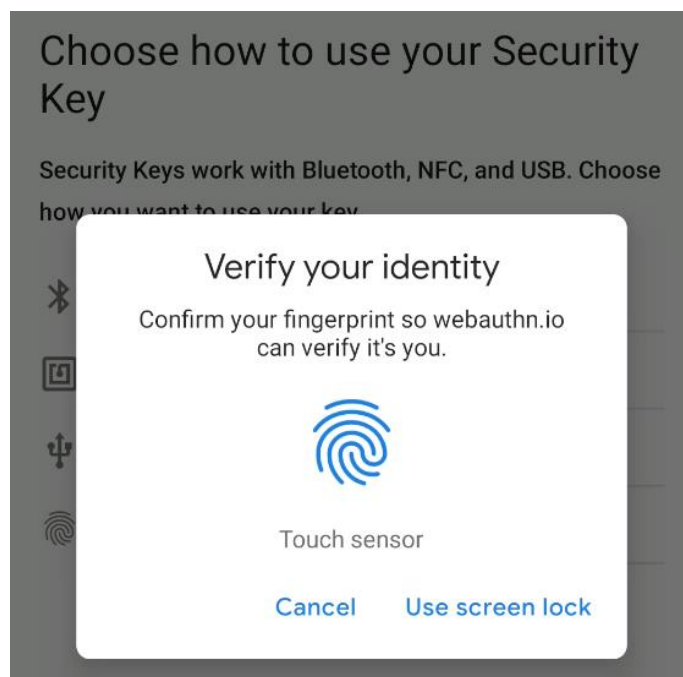 Choose how to use your Security
Key
Security Keys work with Bluetooth, NFC, and USB. Choose
how you want to use your key
Verify your identity
Confirm your fingerprint so webauthn.io
can verify it's you.
Touch sensor
Cancel Use screen lock